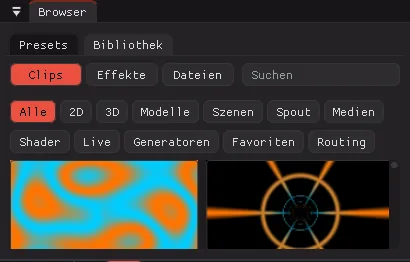 Browser
Presets Bibliothek
Clips Effekte Dateien Suchen
Alle 2D 3D Modelle Szenen Spout Medien
Shader Live Generatoren Favoriten Routing